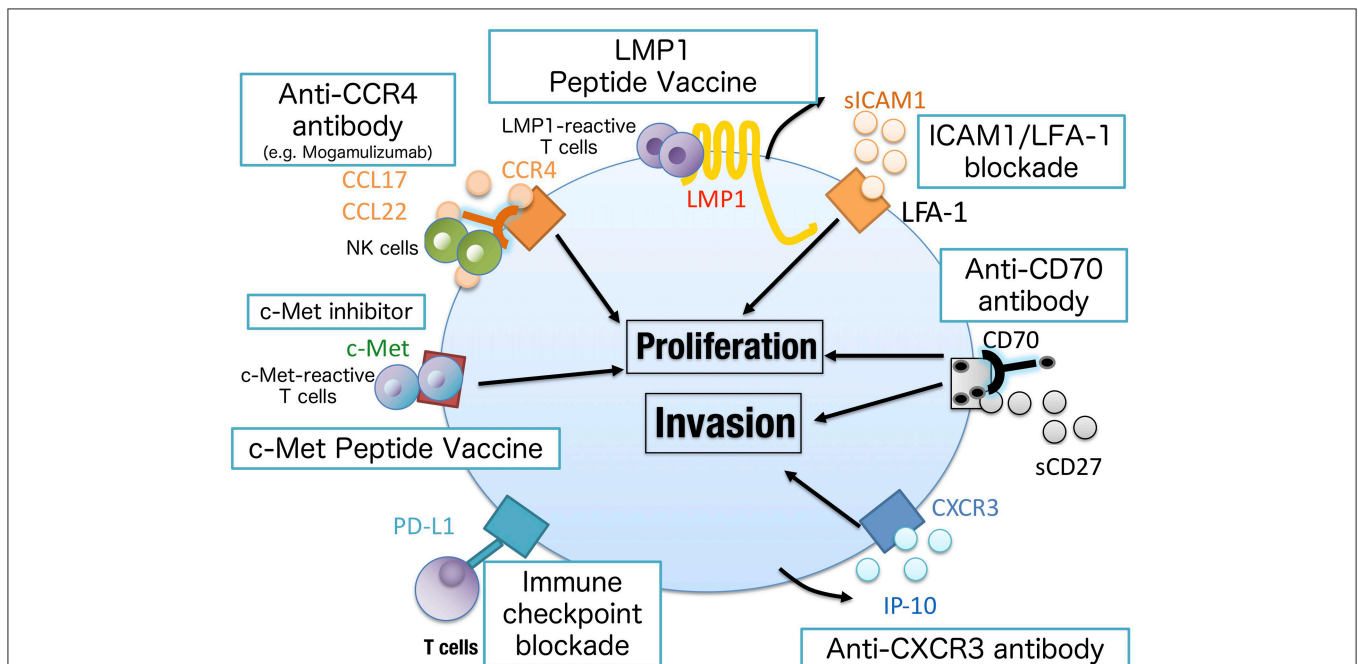 LMP1
Peptide Vaccine
Anti-CCR4
antibody
(e.g. Mogamulizumab)
LMP1-reactive
T cells
sICAM1
ICAM1/LFA-1
blockade
CCL17
CCR4
LMP1
CCL22
LFA-1
NK cells
Anti-CD70
antibody
c-Met inhibitor
c-Met
Proliferation
CD70
c-Met-reactive
T cells
Invasion
c-Met Peptide Vaccine
sCD27
PD-L1
CXCR3
Immune
checkpoint
blockade
IP-10
T cells
Anti-CXCR3 antibody